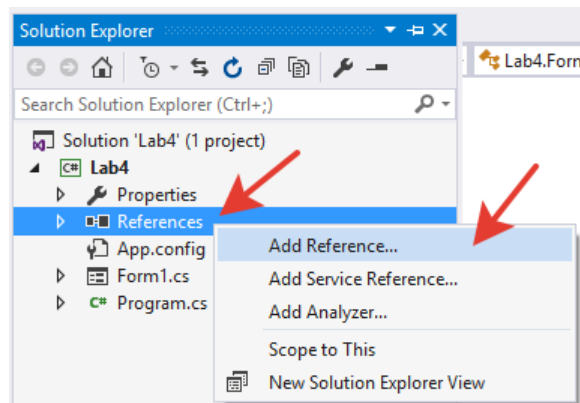 Solution Explorer
Lab4.Forn
Search Solution Explorer (Ctrl+;)
Solution 'Lab4' (1 project)
C# Lab4
Properties
References
App.config
Form1.cs
C# Program.cs
Add Reference...
Add Service Reference...
Add Analyzer...
Scope to This
New Solution Explorer View